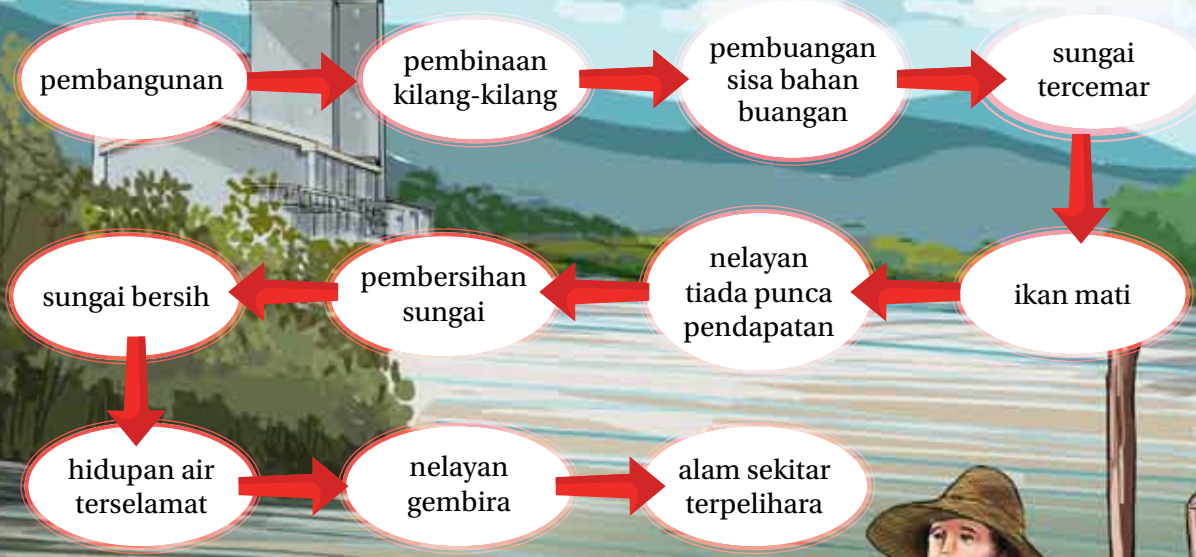 pembangunan
pembinaan
kilang-kilang
pembuangan
sisa bahan
buangan
sungai
tercemar
ikan mati
nelayan
tiada punca
pendapatan
pembersihan
sungai
sungai bersih
hidupan air
terselamat
nelayan
gembira
alam sekitar
terpelihara